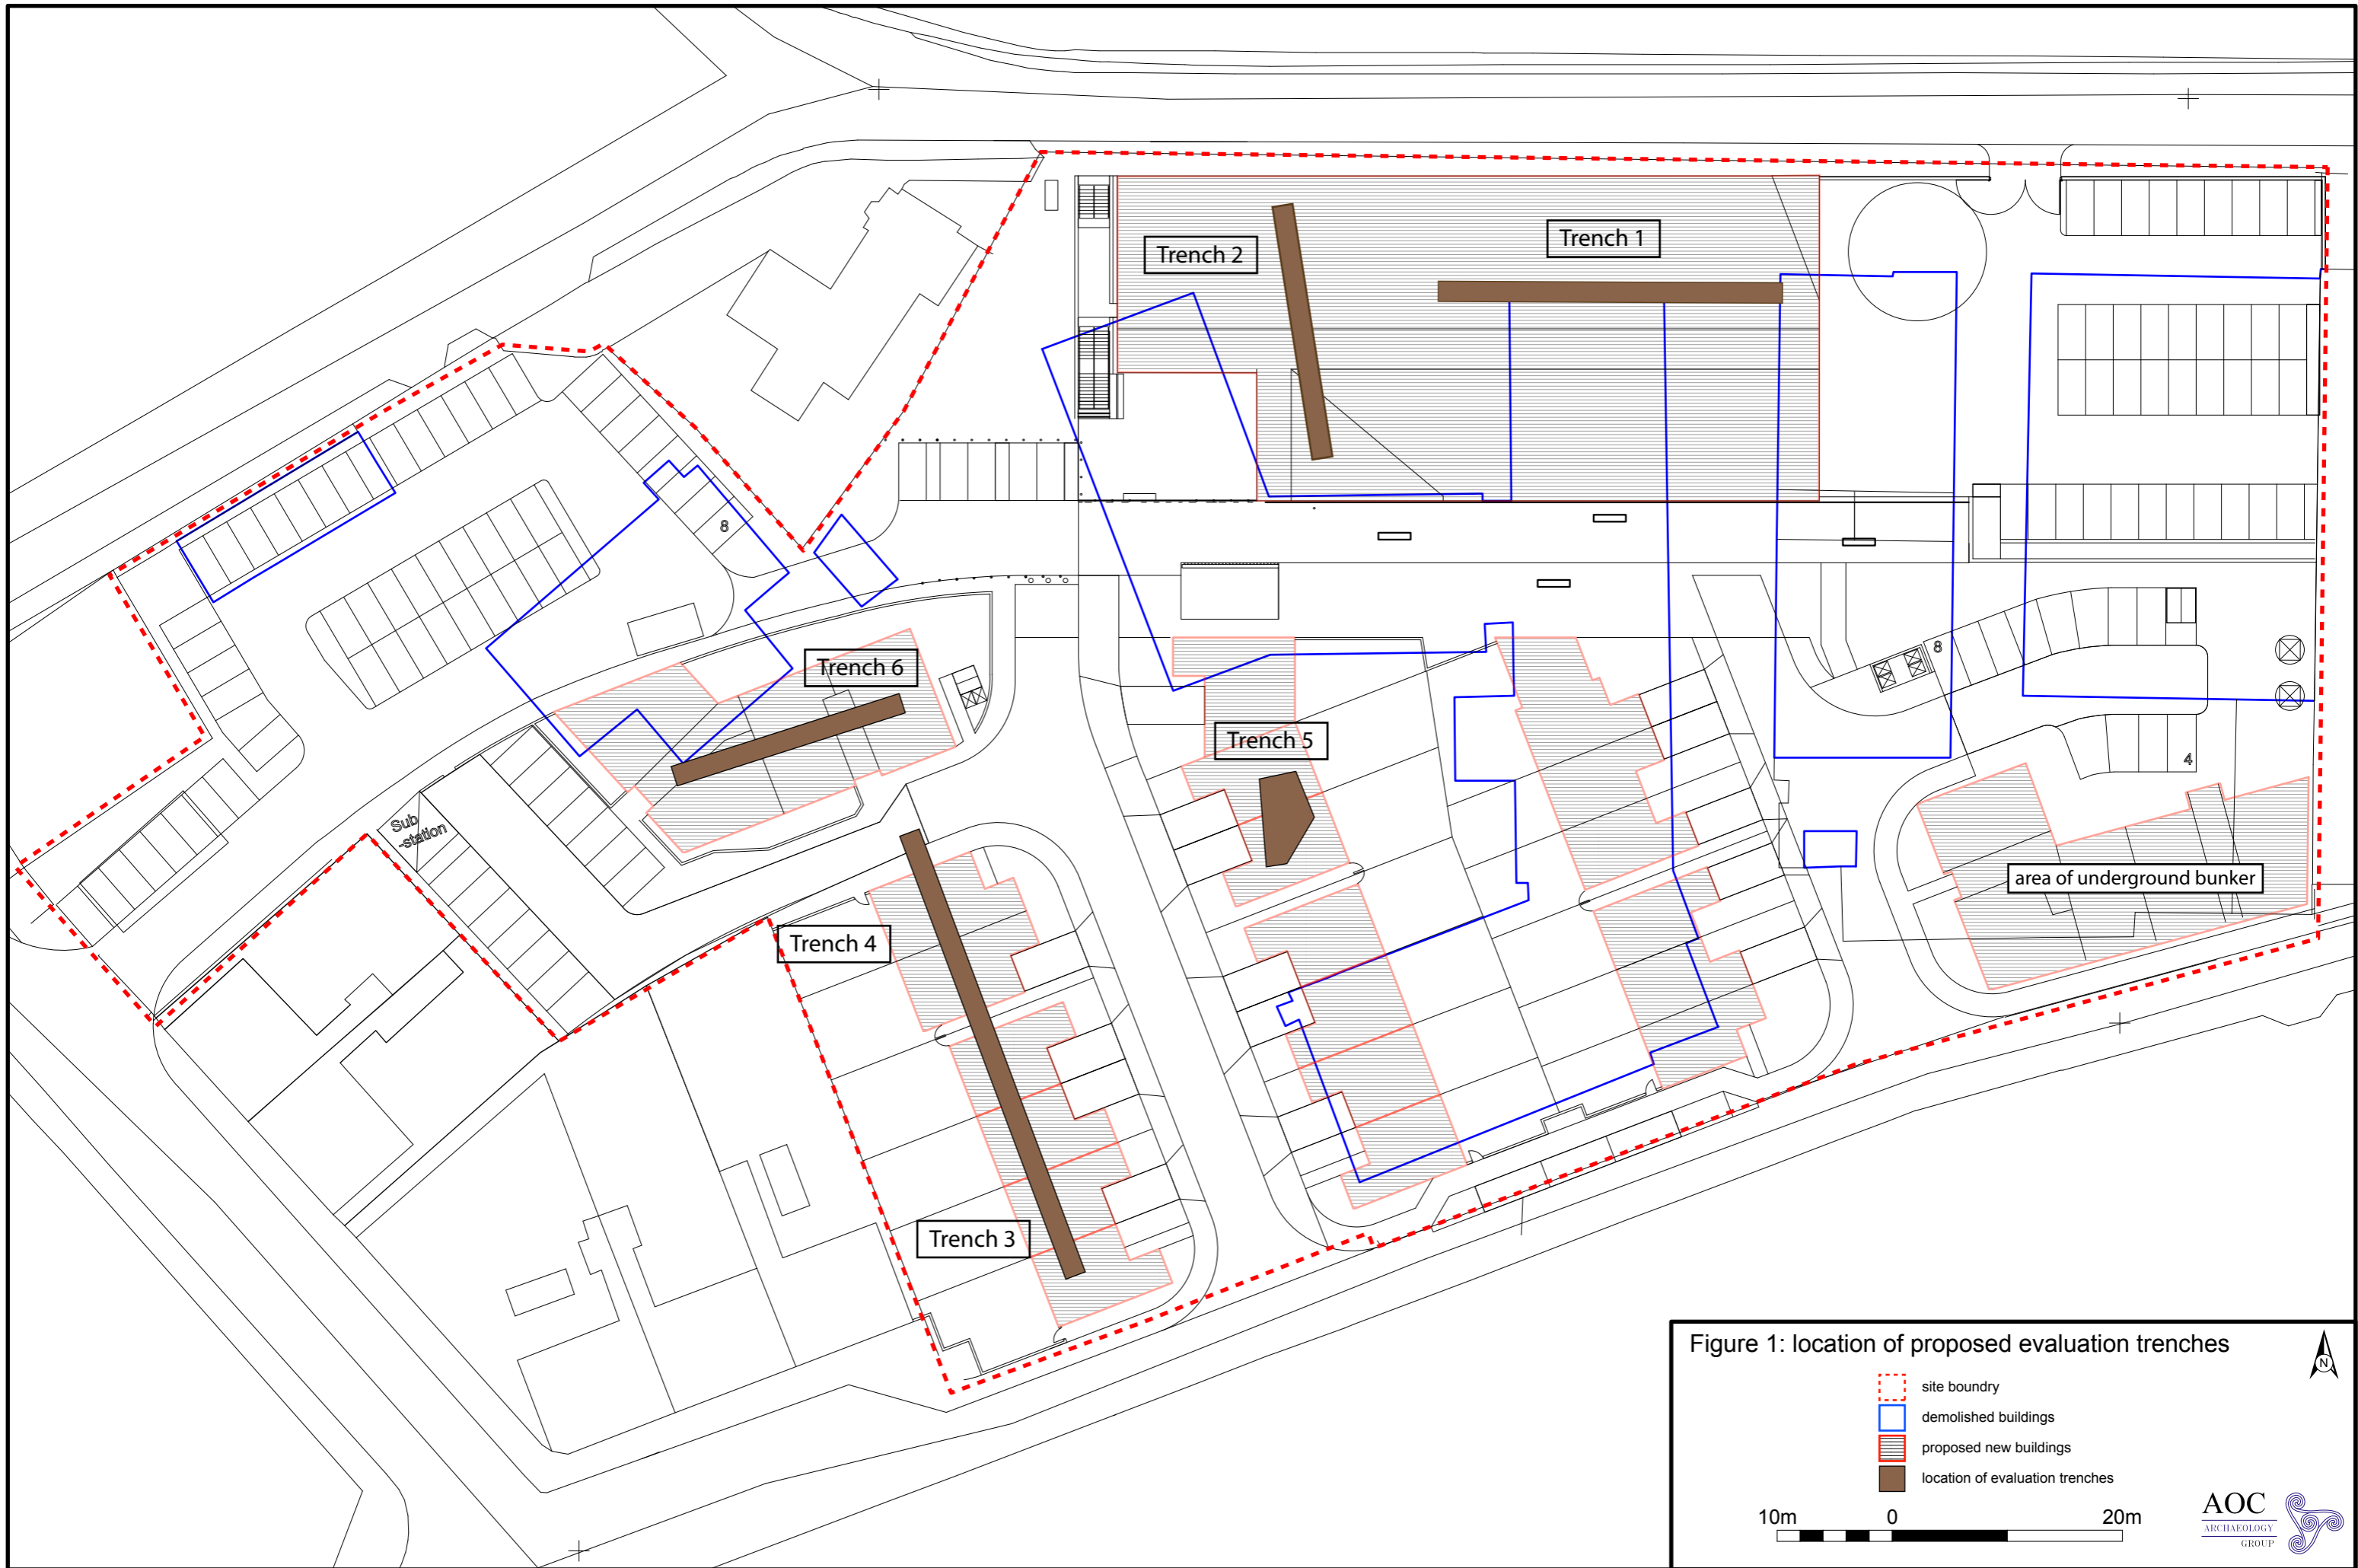 Trench 1
Trench 2
8
Trench 6
8
Trench 5
4
Sub
-station
area of underground bunker
Trench 4
Trench 3
Figure 1: location of proposed evaluation trenches
N
site boundry
demolished buildings
proposed new buildings
location of evaluation trenches
10m 0 20m
AOC
ARCHAEOLOGY
GROUP